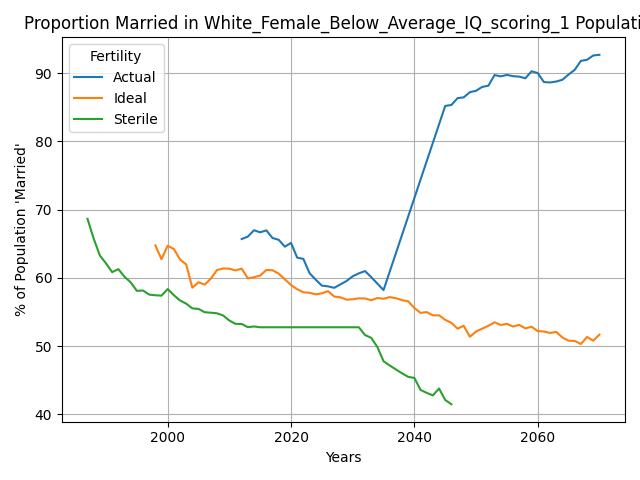 Proportion Married in White_Female_Below_Average_IQ_scoring_1 Populati
Fertility
Actual
Ideal
Sterile
% of Population 'Married'
90
80
70
60
50
40
2000
2020
2040
2060
Years